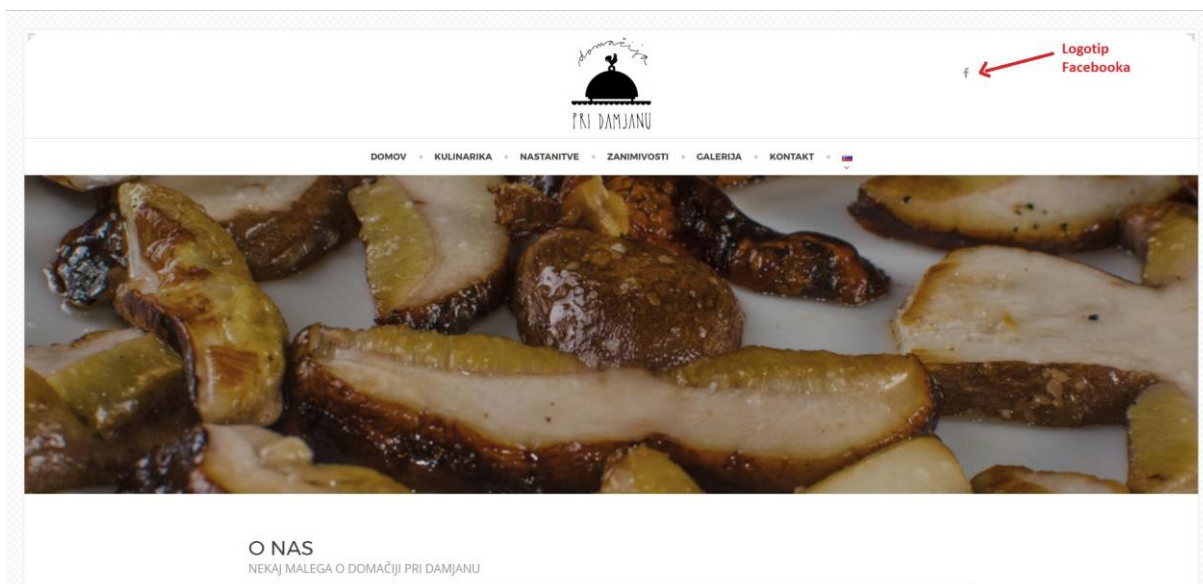 domačija
PRI DAMJANU
f
Logotip
Facebooka
DOMOV KULINARIKA NASTANITVE ZANIMIVOSTI GALERIJA KONTAKT
O NAS
NEKAJ MALEGA O DOMAČIJI PRI DAMJANU